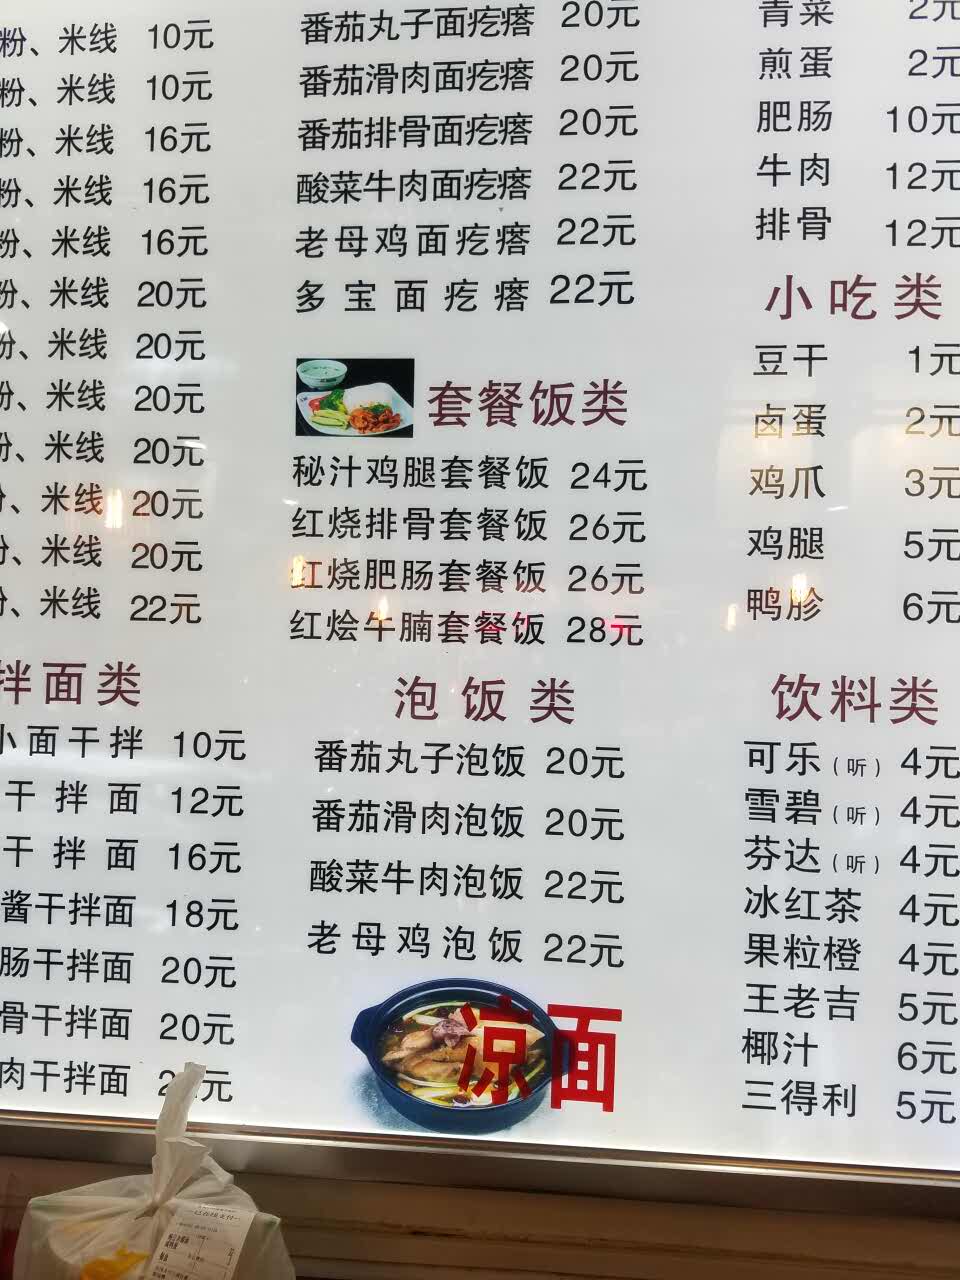 粉、米线 10元
粉、米线 10元
粉、米线 16元
粉、米线 16元
粉、米线 16元
粉、米线 20元
粉、米线 20元
粉、米线 20元
、米线 20元
、米线 20元
、米线 20元
、米线 22元
拌面类
小面干拌 10元
干拌面 12元
干拌面 16元
酱干拌面 18元
肠干拌面 20元
骨干拌面 20元
肉干拌面 元
番茄丸子面疙瘩 20元
番茄滑肉面疙瘩 20元
番茄排骨面疙瘩 20元
酸菜牛肉面疙瘩 22元
老母鸡面疙瘩 22元
多宝面疙瘩 22元
套餐饭类
秘汁鸡腿套餐饭 24元
红烧排骨套餐饭 26元
红烧肥肠套餐饭 26元
红烩牛腩套餐饭 28元
泡饭类
番茄丸子泡饭 20元
番茄滑肉泡饭 20元
酸菜牛肉泡饭 22元
老母鸡泡饭 22元
凉面
青菜 2元
煎蛋 2元
肥肠 10元
牛肉 12元
排骨 12元
小吃类
豆干 1元
卤蛋 2元
鸡爪 3元
鸡腿 5元
鸭胗 6元
饮料类
可乐(听) 4元
雪碧(听) 4元
芬达(听) 4元
冰红茶 4元
果粒橙 4元
王老吉 5元
椰汁 6元
三得利 5元